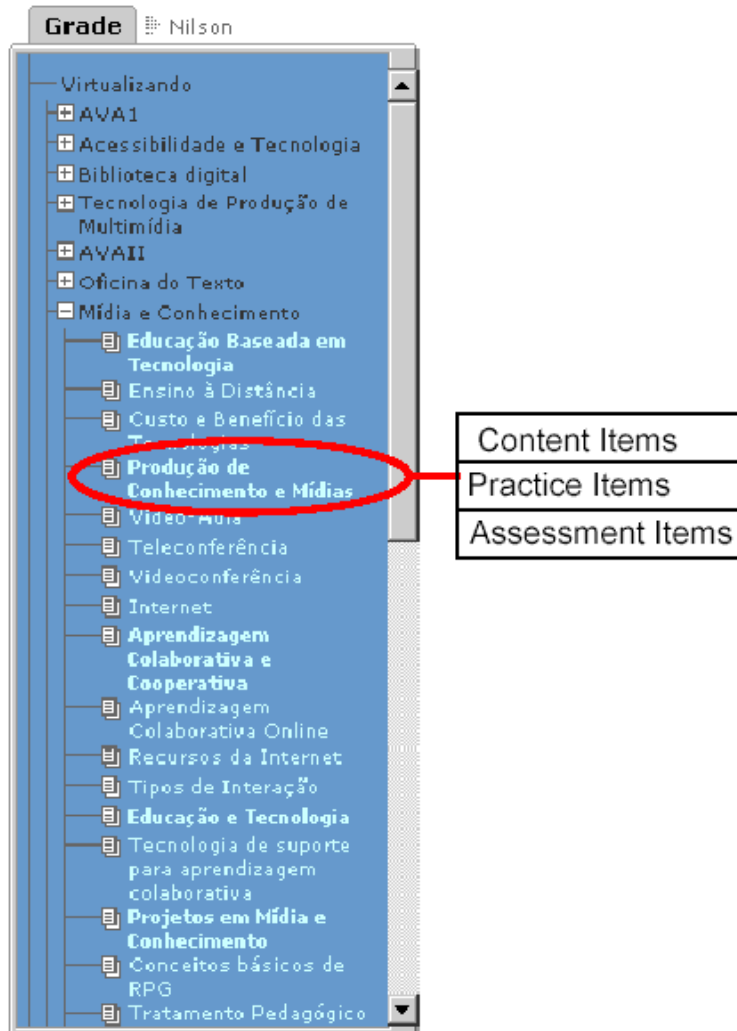 Grade Nilson
Virtualizando
AVA1
Acessibilidade e Tecnologia
Biblioteca digital
Tecnologia de Produção de
Multimídia
AVAII
Oficina do Texto
Mídia e Conhecimento
Educação Baseada em
Tecnologia
Ensino à Distância
Custo e Benefício das
Tecnologias
Produção de
Conhecimento e Mídias
Vídeo-Aula
Teleconferência
Videoconferência
Internet
Aprendizagem
Colaborativa e
Cooperativa
Aprendizagem
Colaborativa Online
Recursos da Internet
Tipos de Interação
Educação e Tecnologia
Tecnologia de suporte
para aprendizagem
colaborativa
Projetos em Mídia e
Conhecimento
Conceitos básicos de
RPG
Tratamento Pedagógico
Content Items
Practice Items
Assessment Items